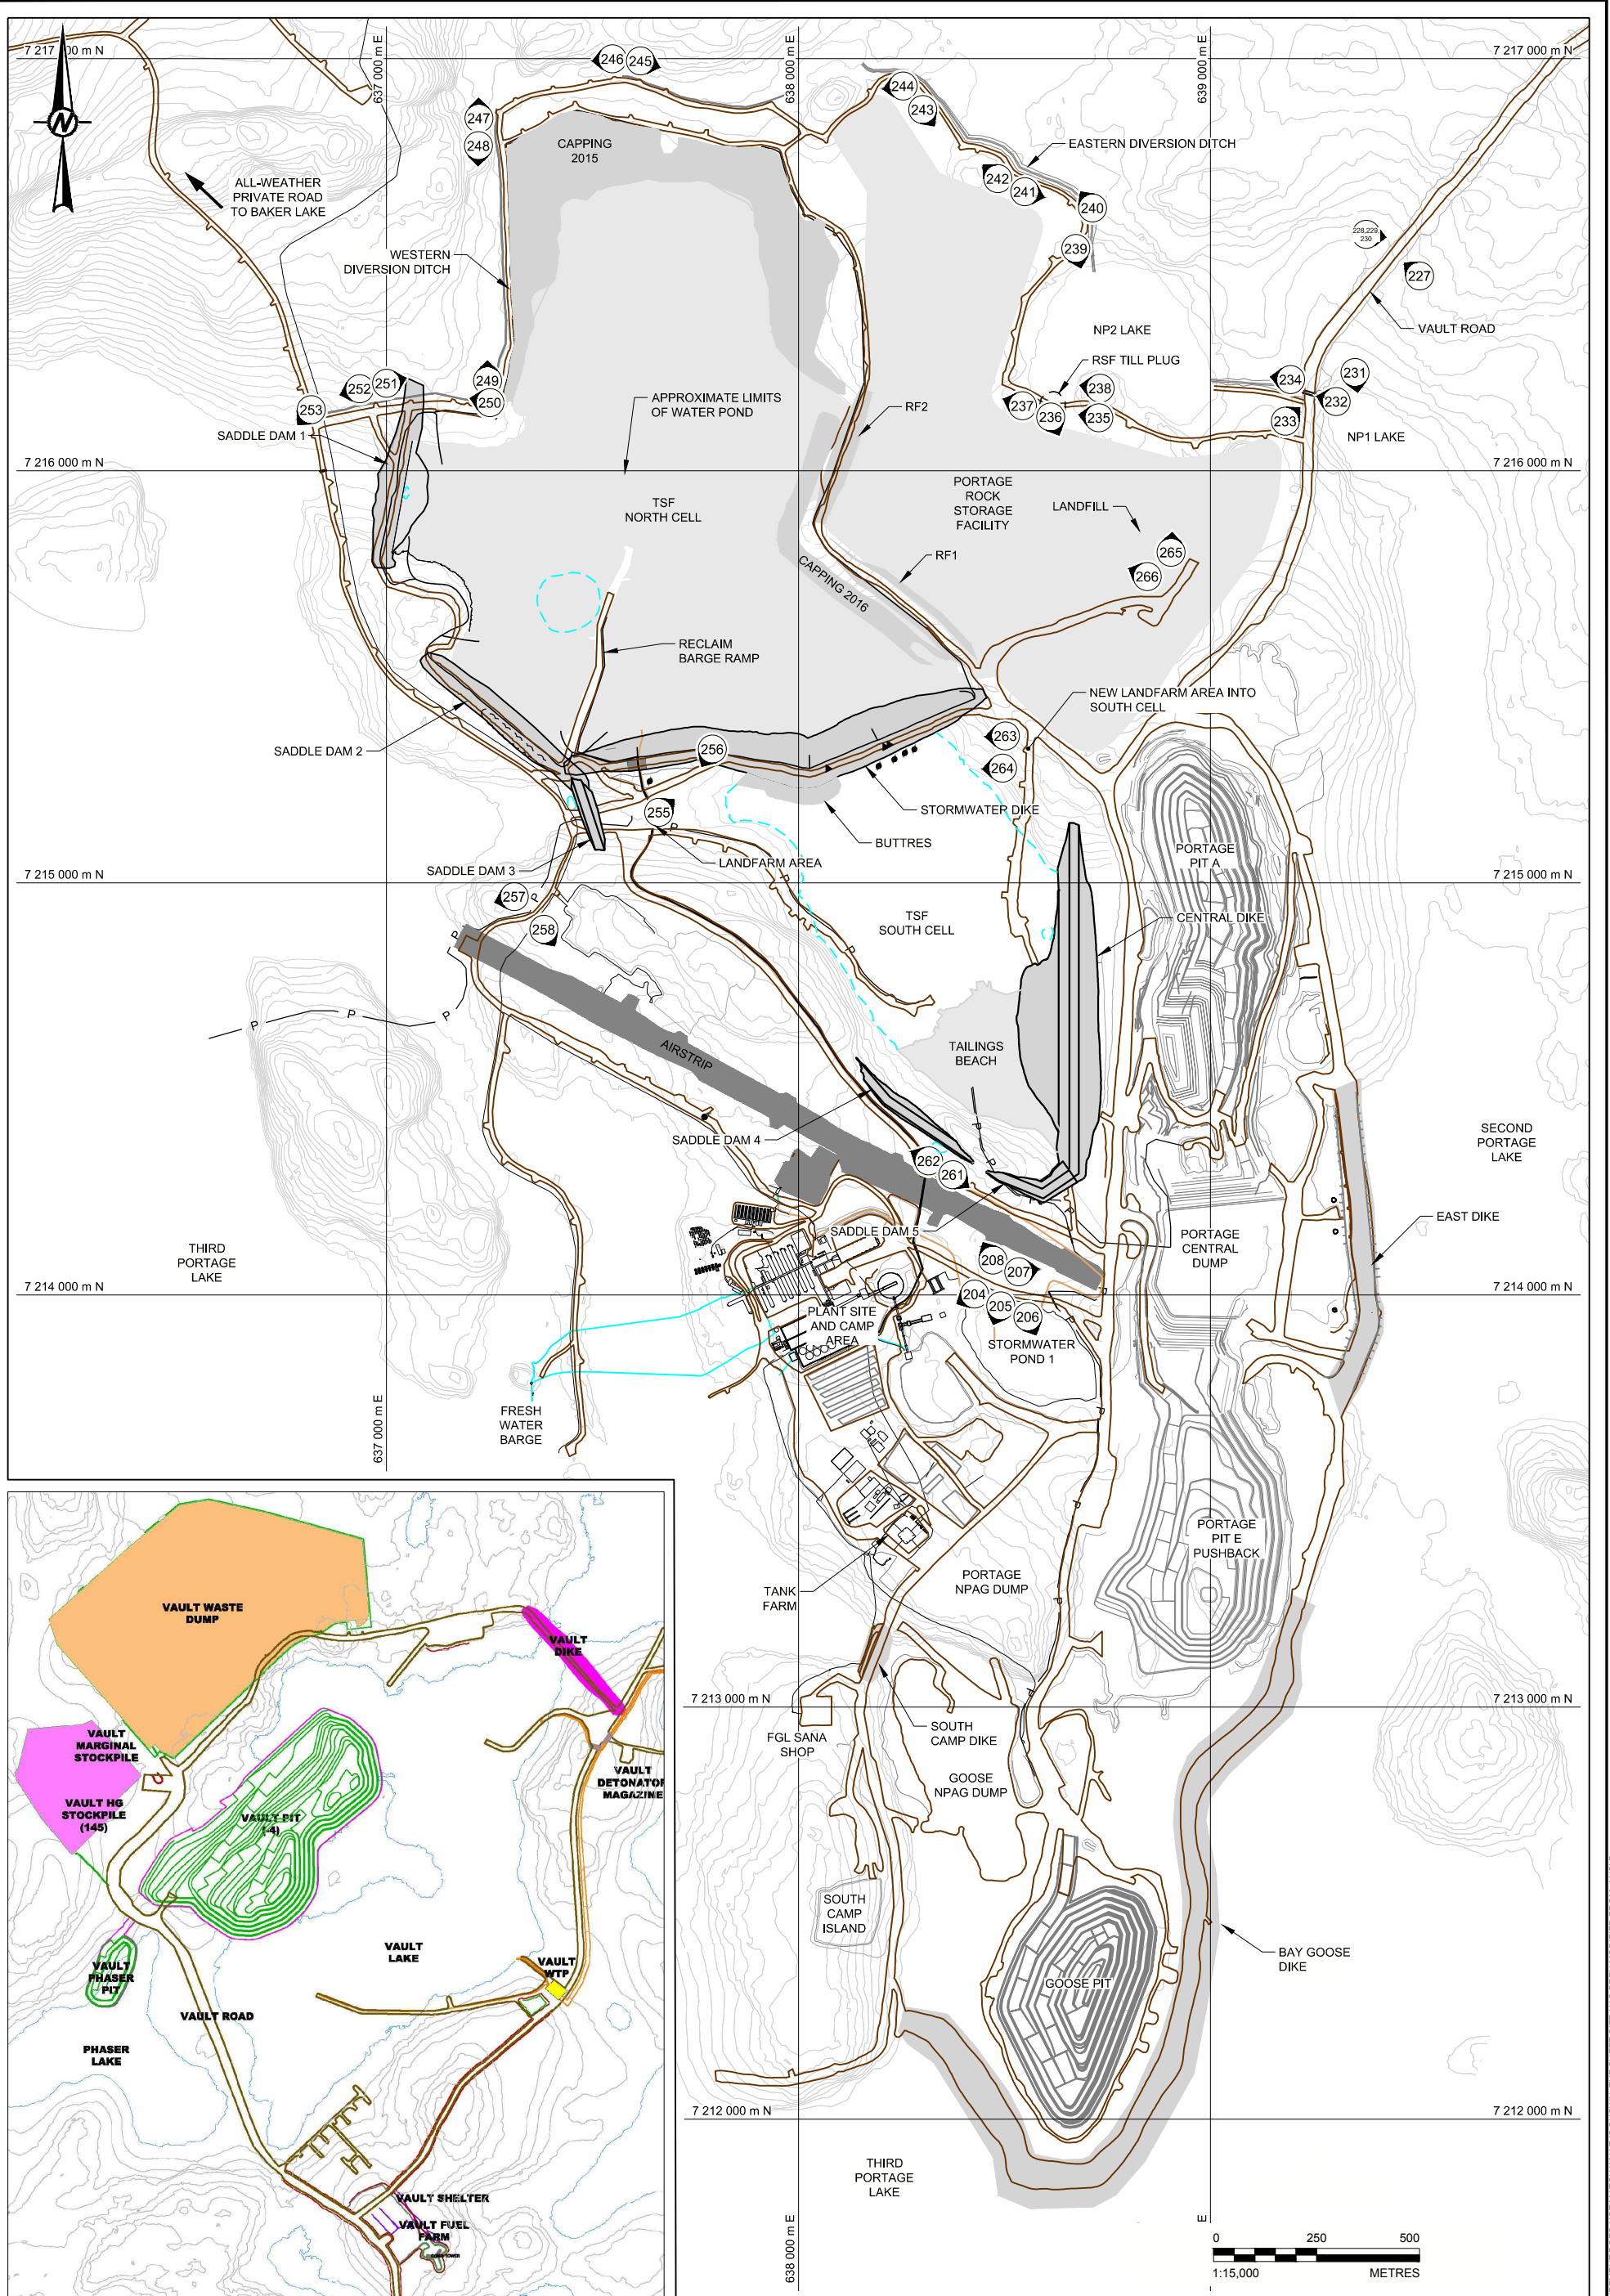 7 217 000 m N
637 000 m E
638 000 m E
639 000 m E
7 217 000 m N
N
246
245
244
243
247
248
CAPPING
2015
EASTERN DIVERSION DITCH
242
241
240
239
ALL-WEATHER
PRIVATE ROAD
TO BAKER LAKE
228,229,
230
227
WESTERN
DIVERSION DITCH
NP2 LAKE
VAULT ROAD
RSF TILL PLUG
252
251
249
250
253
238
237
236
235
234
231
232
233
APPROXIMATE LIMITS
OF WATER POND
RF2
SADDLE DAM 1
NP1 LAKE
7 216 000 m N
7 216 000 m N
TSF
NORTH CELL
PORTAGE
ROCK
STORAGE
FACILITY
LANDFILL
RF1
265
266
CAPPING 2016
RECLAIM
BARGE RAMP
NEW LANDFARM AREA INTO
SOUTH CELL
SADDLE DAM 2
256
263
264
STORMWATER DIKE
255
P
BUTTRES
PORTAGE
PIT A
LANDFARM AREA
SADDLE DAM 3
7 215 000 m N
7 215 000 m N
P
257
P
258
TSF
SOUTH CELL
CENTRAL DIKE
P
P
P
P
P
AIRSTRIP
TAILINGS
BEACH
SADDLE DAM 4
P
SECOND
PORTAGE
LAKE
262
261
P
SADDLE DAM 5
P
EAST DIKE
THIRD
PORTAGE
LAKE
PORTAGE
CENTRAL
DUMP
208
207
7 214 000 m N
7 214 000 m N
204
205
206
PLANT SITE
AND CAMP
AREA
STORMWATER
POND 1
FRESH
WATER
BARGE
637 000 m E
P
P
PORTAGE
PIT E
PUSHBACK
PORTAGE
NPAG DUMP
TANK
FARM
P
P
7 213 000 m N
7 213 000 m N
FGL SANA
SHOP
SOUTH
CAMP DIKE
GOOSE
NPAG DUMP
SOUTH
CAMP
ISLAND
BAY GOOSE
DIKE
GOOSE PIT
7 212 000 m N
7 212 000 m N
THIRD
PORTAGE
LAKE
638 000 m E
E
0 250 500
1:15,000 METRES
VAULT WASTE
DUMP
VAULT
DIKE
VAULT
MARGINAL
STOCKPILE
VAULT
DETONATOR
MAGAZINE
VAULT HG
STOCKPILE
(145)
VAULT PIT
(-4)
VAULT
LAKE
VAULT
WTP
VAULT
PHASER
PIT
VAULT ROAD
PHASER
LAKE
VAULT SHELTER
VAULT FUEL
FARM